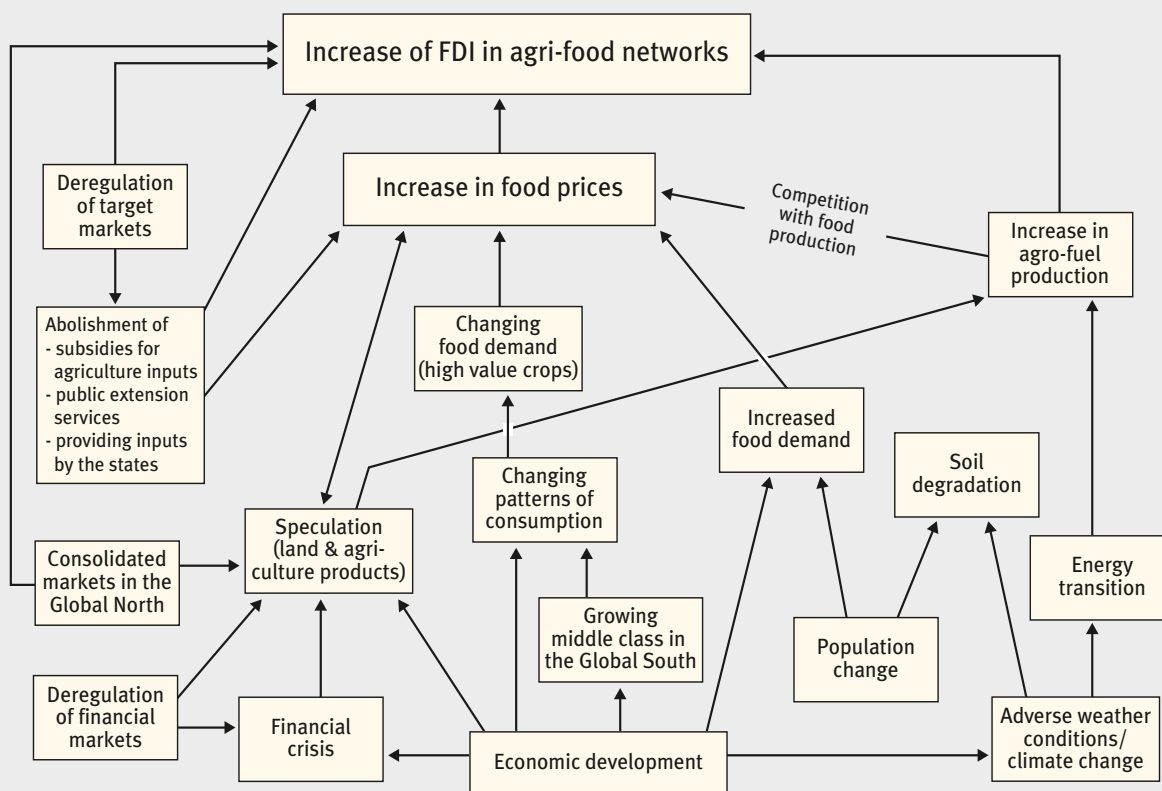 Increase of FDI in agri-food networks
Deregulation
of target
markets
Increase in food prices
Competition
with food
production
Increase in
agro-fuel
production
Abolishment of
- subsidies for
agriculture inputs
- public extension
services
- providing inputs
by the states
Changing
food demand
(high value crops)
Increased
food demand
Changing
patterns of
consumption
Soil
degradation
Speculation
(land & agri-
culture products)
Consolidated
markets in the
Global North
Energy
transition
Growing
middle class in
the Global South
Population
change
Deregulation
of financial
markets
Financial
crisis
Economic development
Adverse weather
conditions/
climate change